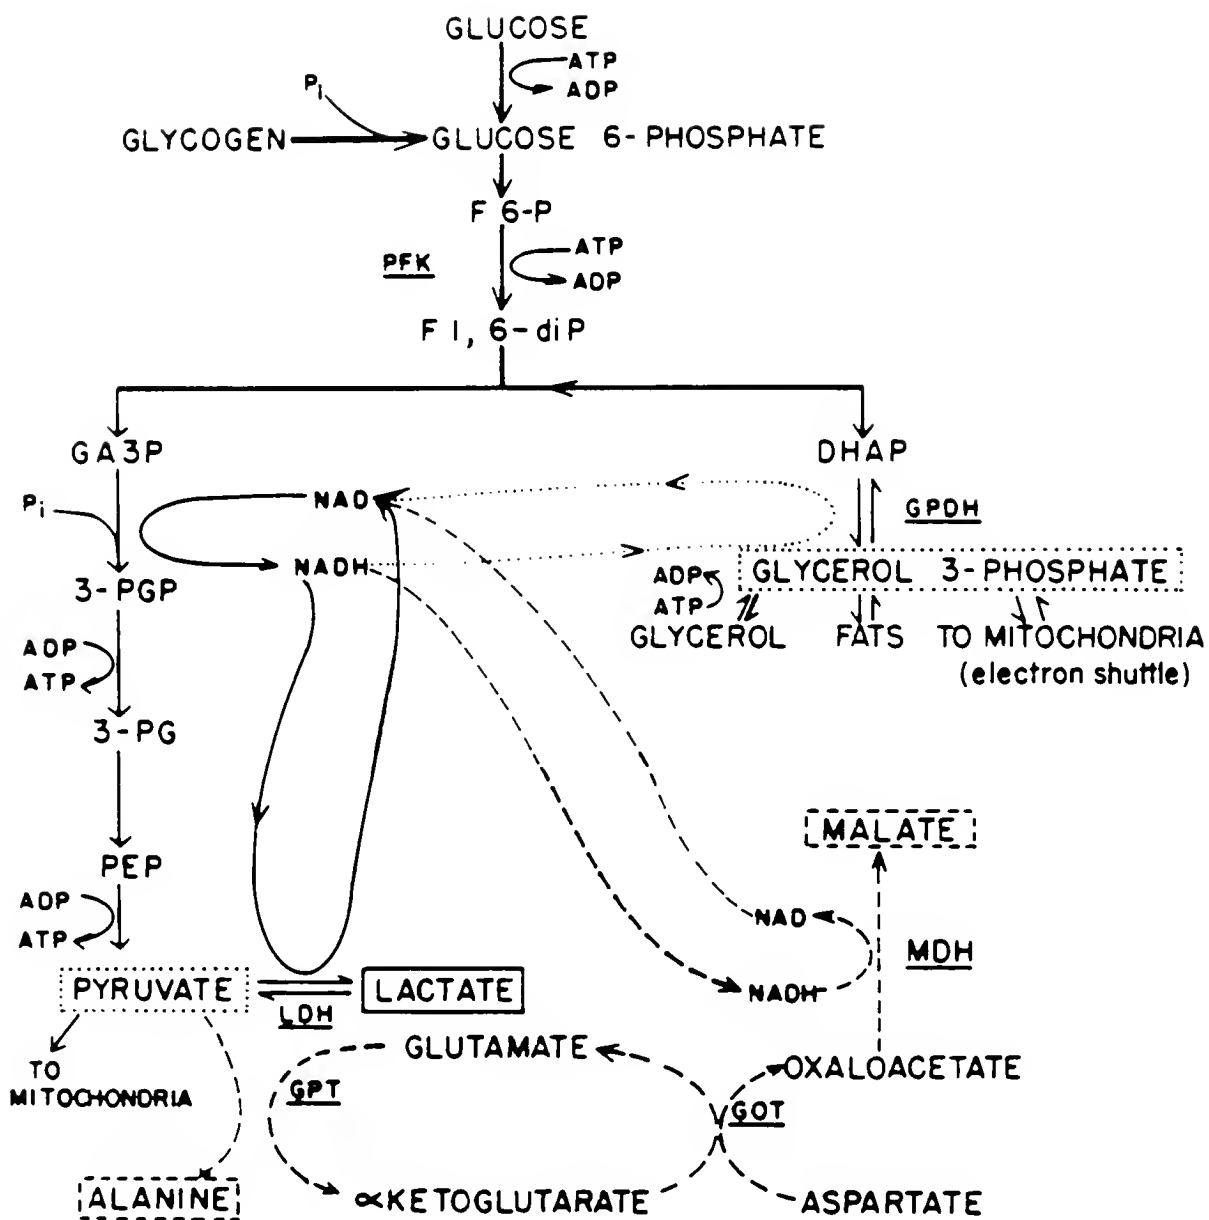 GLUCOSE
ATP
ADP
Pi
GLYCOGEN
GLUCOSE 6-PHOSPHATE
F 6-P
PFK
ATP
ADP
F 1, 6-diP
GA3P
DHAP
Pi
NAD
GPDH
NADH
3-PGP
ADP
ATP
GLYCEROL 3-PHOSPHATE
GLYCEROL
FATS
TO MITOCHONDRIA
(electron shuttle)
ADP
ATP
3-PG
MALATE
PEP
ADP
ATP
NAD
MDH
NADH
PYRUVATE
LACTATE
LDH
TO
MITOCHONDRIA
GLUTAMATE
OXALOACETATE
GPT
GOT
ALANINE
αKETOGLUTARATE
ASPARTATE